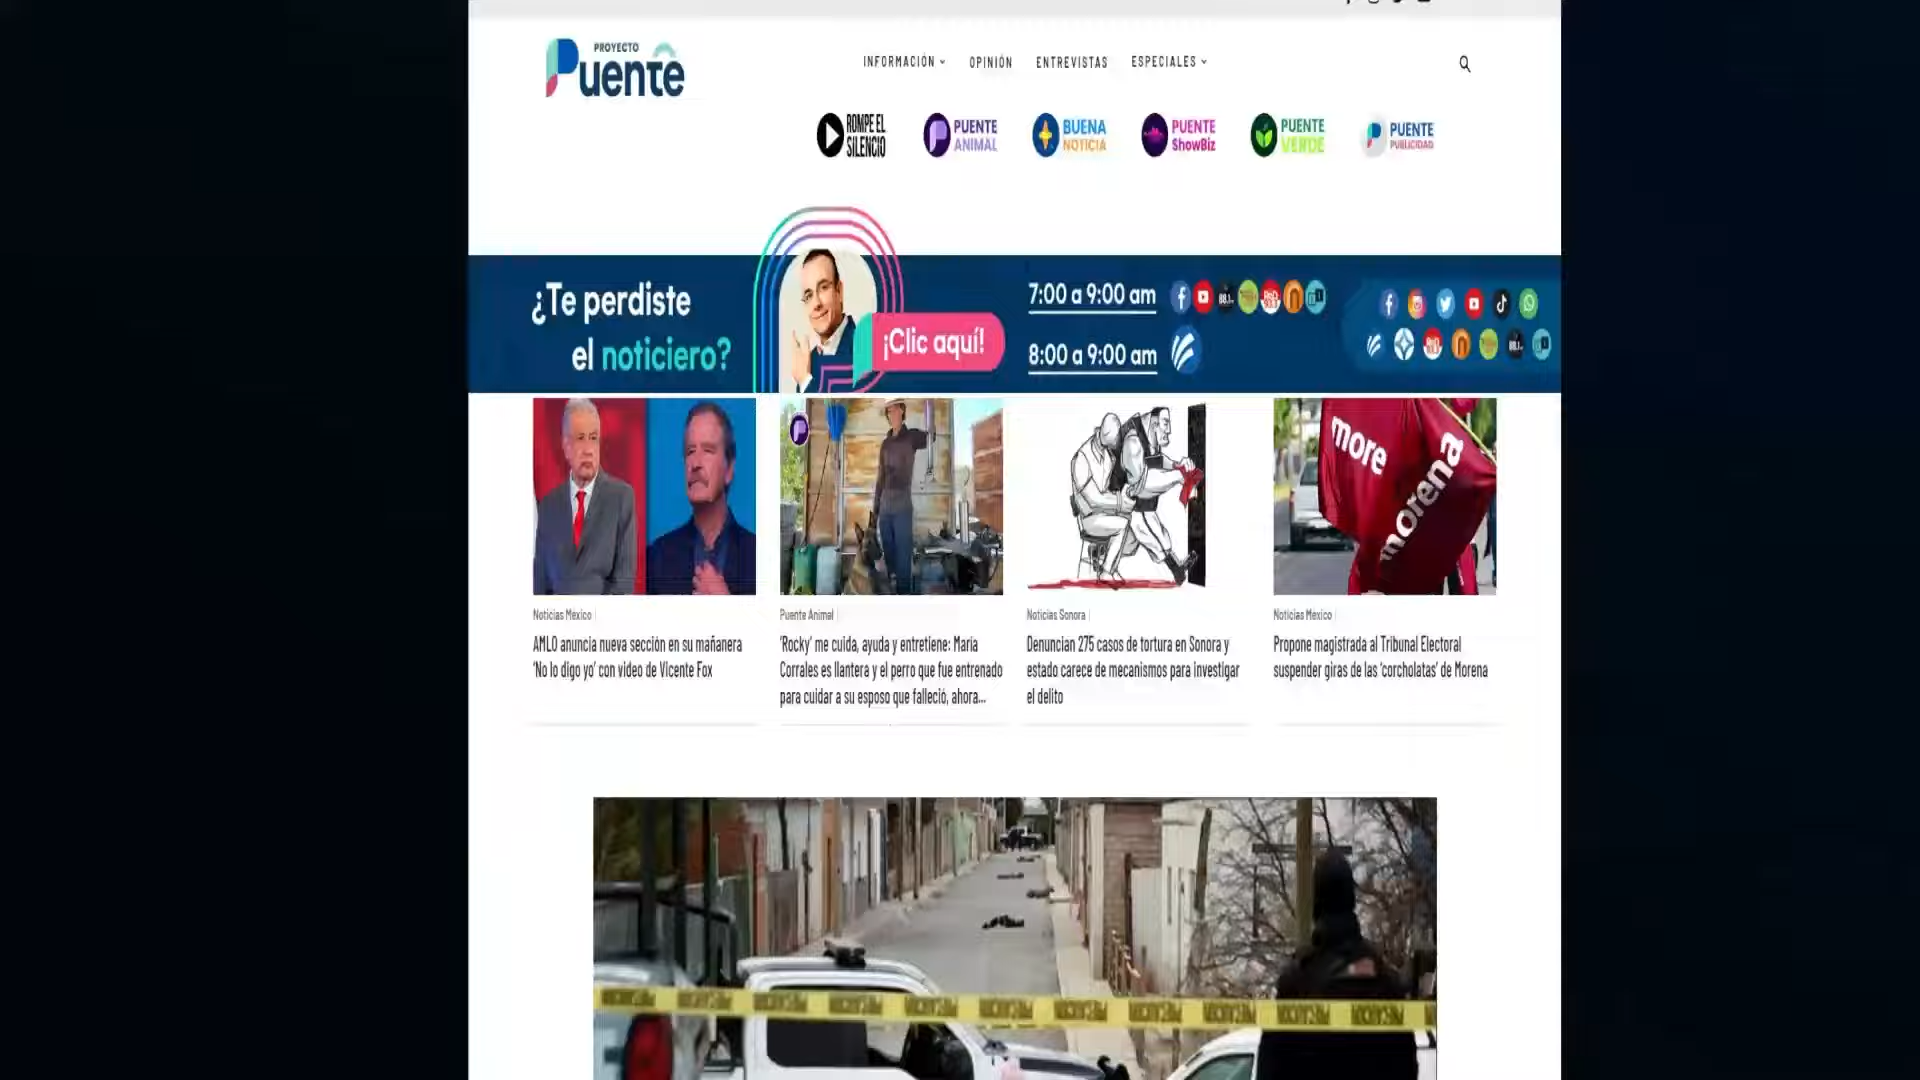 PROYECTO
Puente
INFORMACIÓN
OPINIÓN
ENTREVISTAS
ESPECIALES
ROMPE EL
SILENCIO
PUENTE
ANIMAL
BUENA
NOTICIA
PUENTE
ShowBiz
PUENTE
VERDE
PUENTE
PUBLICIDAD
¿Te perdiste
el noticiero?
¡Clic aquí!
7:00 a 9:00 am
8:00 a 9:00 am
more
morena
Noticias México
AMLO anuncia nueva sección en su mañanera
'No lo digo yo' con video de Vicente Fox
Puente Animal
'Rocky' me cuida, ayuda y entretiene: María
Corrales es llantera y el perro que fue entrenado
para cuidar a su esposo que falleció, ahora...
Noticias Sonora
Denuncian 275 casos de tortura en Sonora y
estado carece de mecanismos para investigar
el delito
Noticias México
Propone magistrada al Tribunal Electoral
suspender giras de las 'corcholatas' de Morena